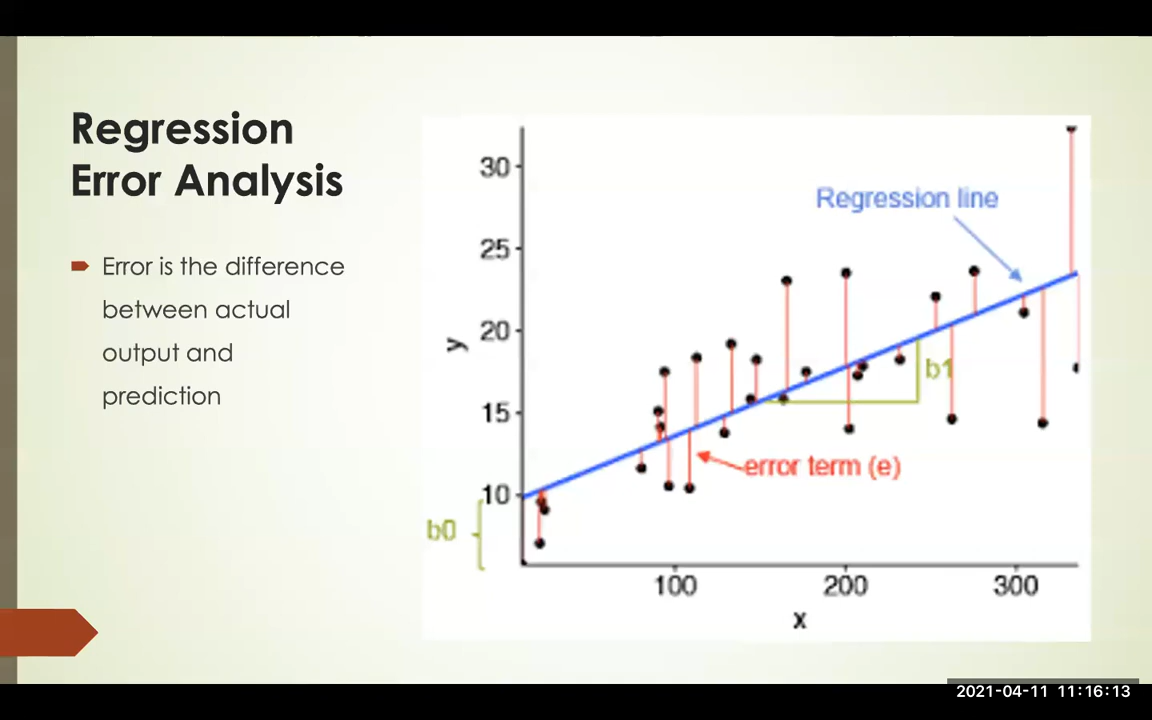 Regression
Error Analysis
Error is the difference
between actual
output and
prediction
30
25
20
15
10
y
Regression line
b1
error term (e)
b0
100
200
300
x
2021-04-11 11:16:13